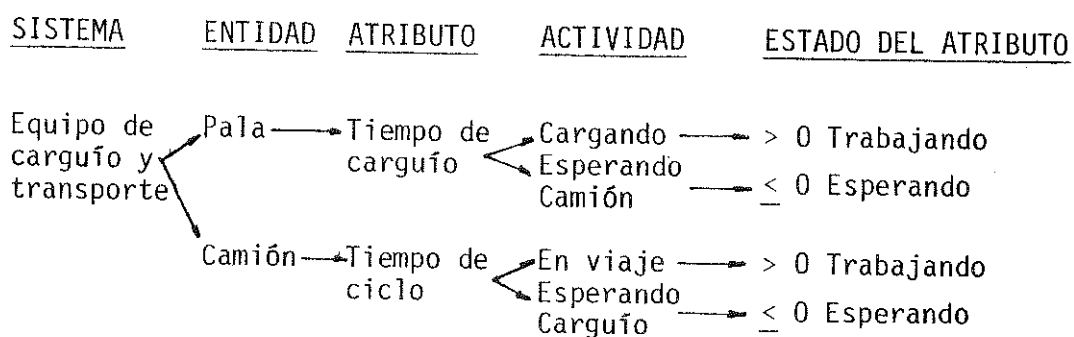 SISTEMA ENTIDAD ATRIBUTO ACTIVIDAD ESTADO DEL ATRIBUTO
Equipo de Pala Tiempo de Cargando > 0 Trabajando
carguío y carguío Esperando
transporte Camión ≤ 0 Esperando
Camión Tiempo de En viaje > 0 Trabajando
ciclo Esperando
Carguío ≤ 0 Esperando